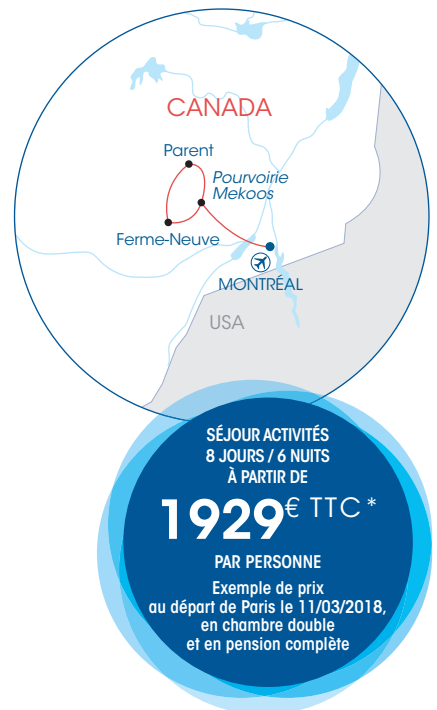 CANADA
Parent
Pourvoirie
Mekoos
Ferme-Neuve
MONTRÉAL
USA
SÉJOUR ACTIVITÉS
8 JOURS / 6 NUITS
À PARTIR DE
1929€ TTC*
PAR PERSONNE
Exemple de prix
au départ de Paris le 11/03/2018,
en chambre double
et en pension complète